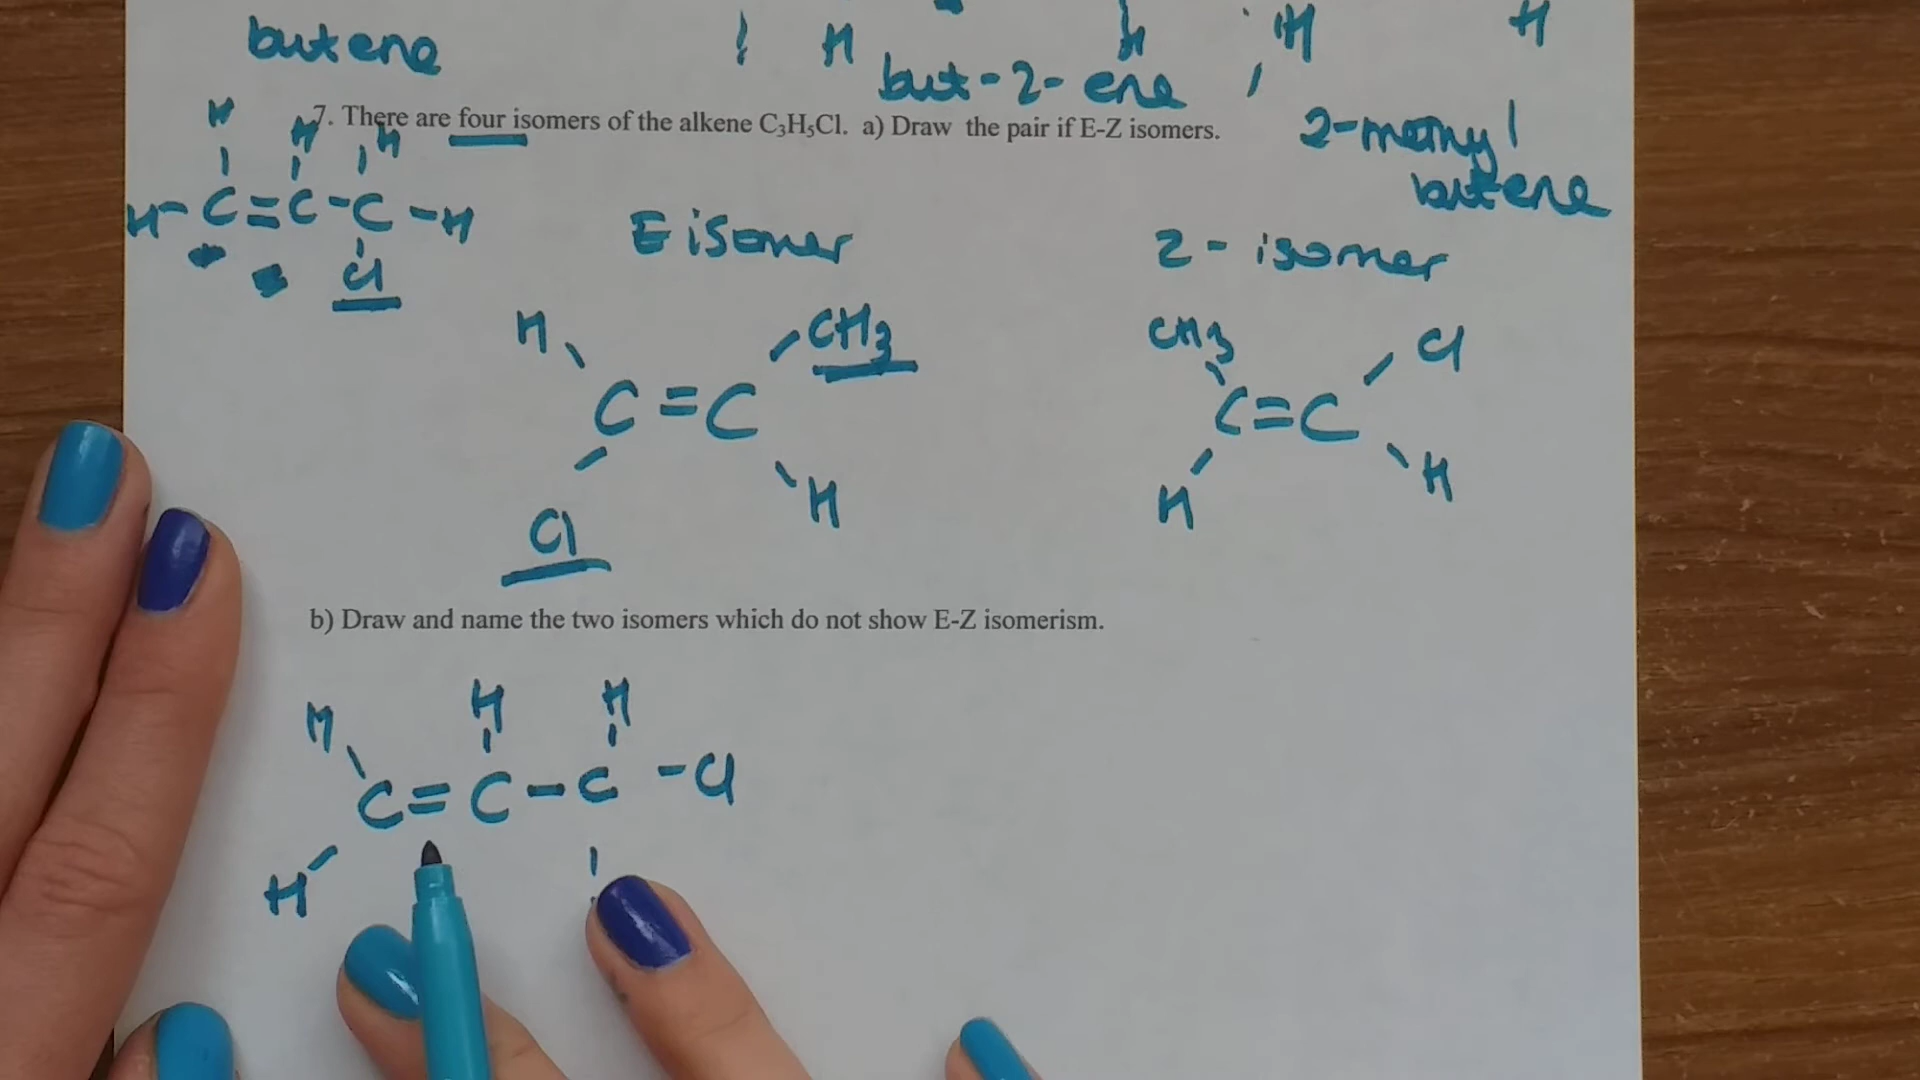 H H
butene H H
but-2-ene
7. There are four isomers of the alkene C₃H₅Cl. a) Draw the pair if E-Z isomers.
2-methyl
butene
H H H
H-C=C-C-H
Cl
E isomer
Z-isomer
H CH3
C=C
Cl H
CH3 Cl
C=C
H H
b) Draw and name the two isomers which do not show E-Z isomerism.
H H H
C=C-C-Cl
H